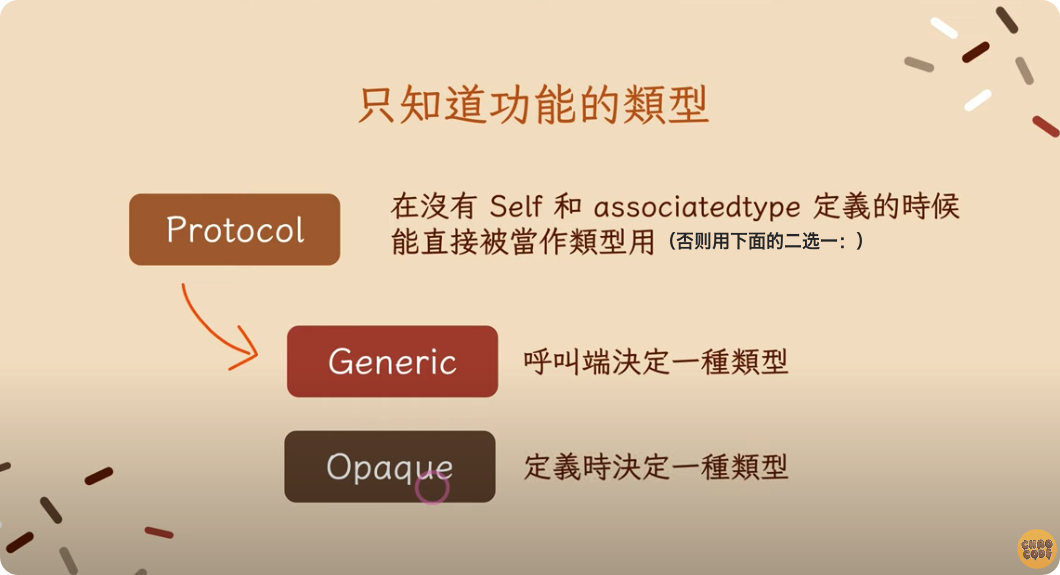 只知道功能的類型
Protocol
在沒有 Self 和 associatedtype 定義的時候
能直接被當作類型用（否则用下面的二选一：）
Generic
呼叫端決定一種類型
Opaque
定義時決定一種類型
CHAO
CODE